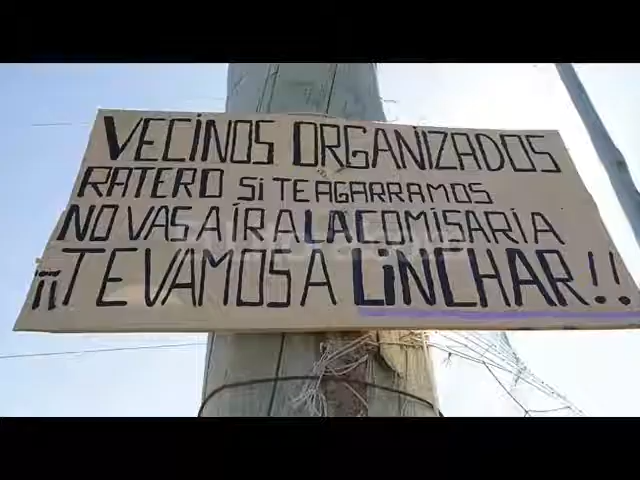 VECINOS ORGANIZADOS
RATERO SI TE AGARRAMOS
NO VAS A IR A LA COMISARIA
¡¡TE VAMOS A LINCHAR!!